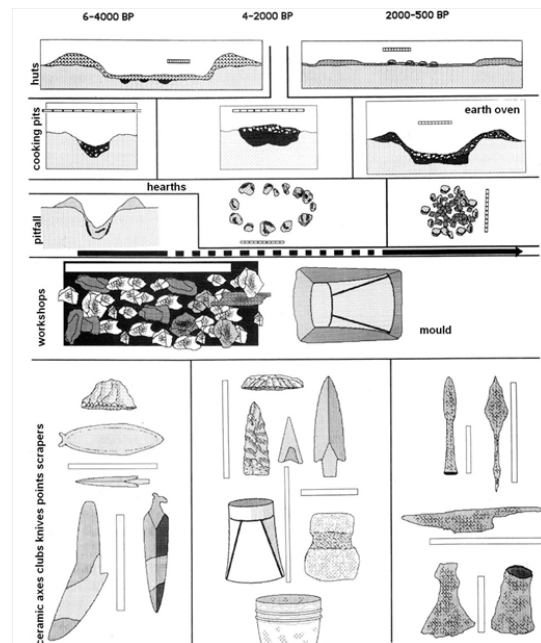 6-4000 BP
4-2000 BP
2000-500 BP
huts
cooking pits
earth oven
hearths
pitfall
workshops
mould
ceramic axes clubs knives points scrapers